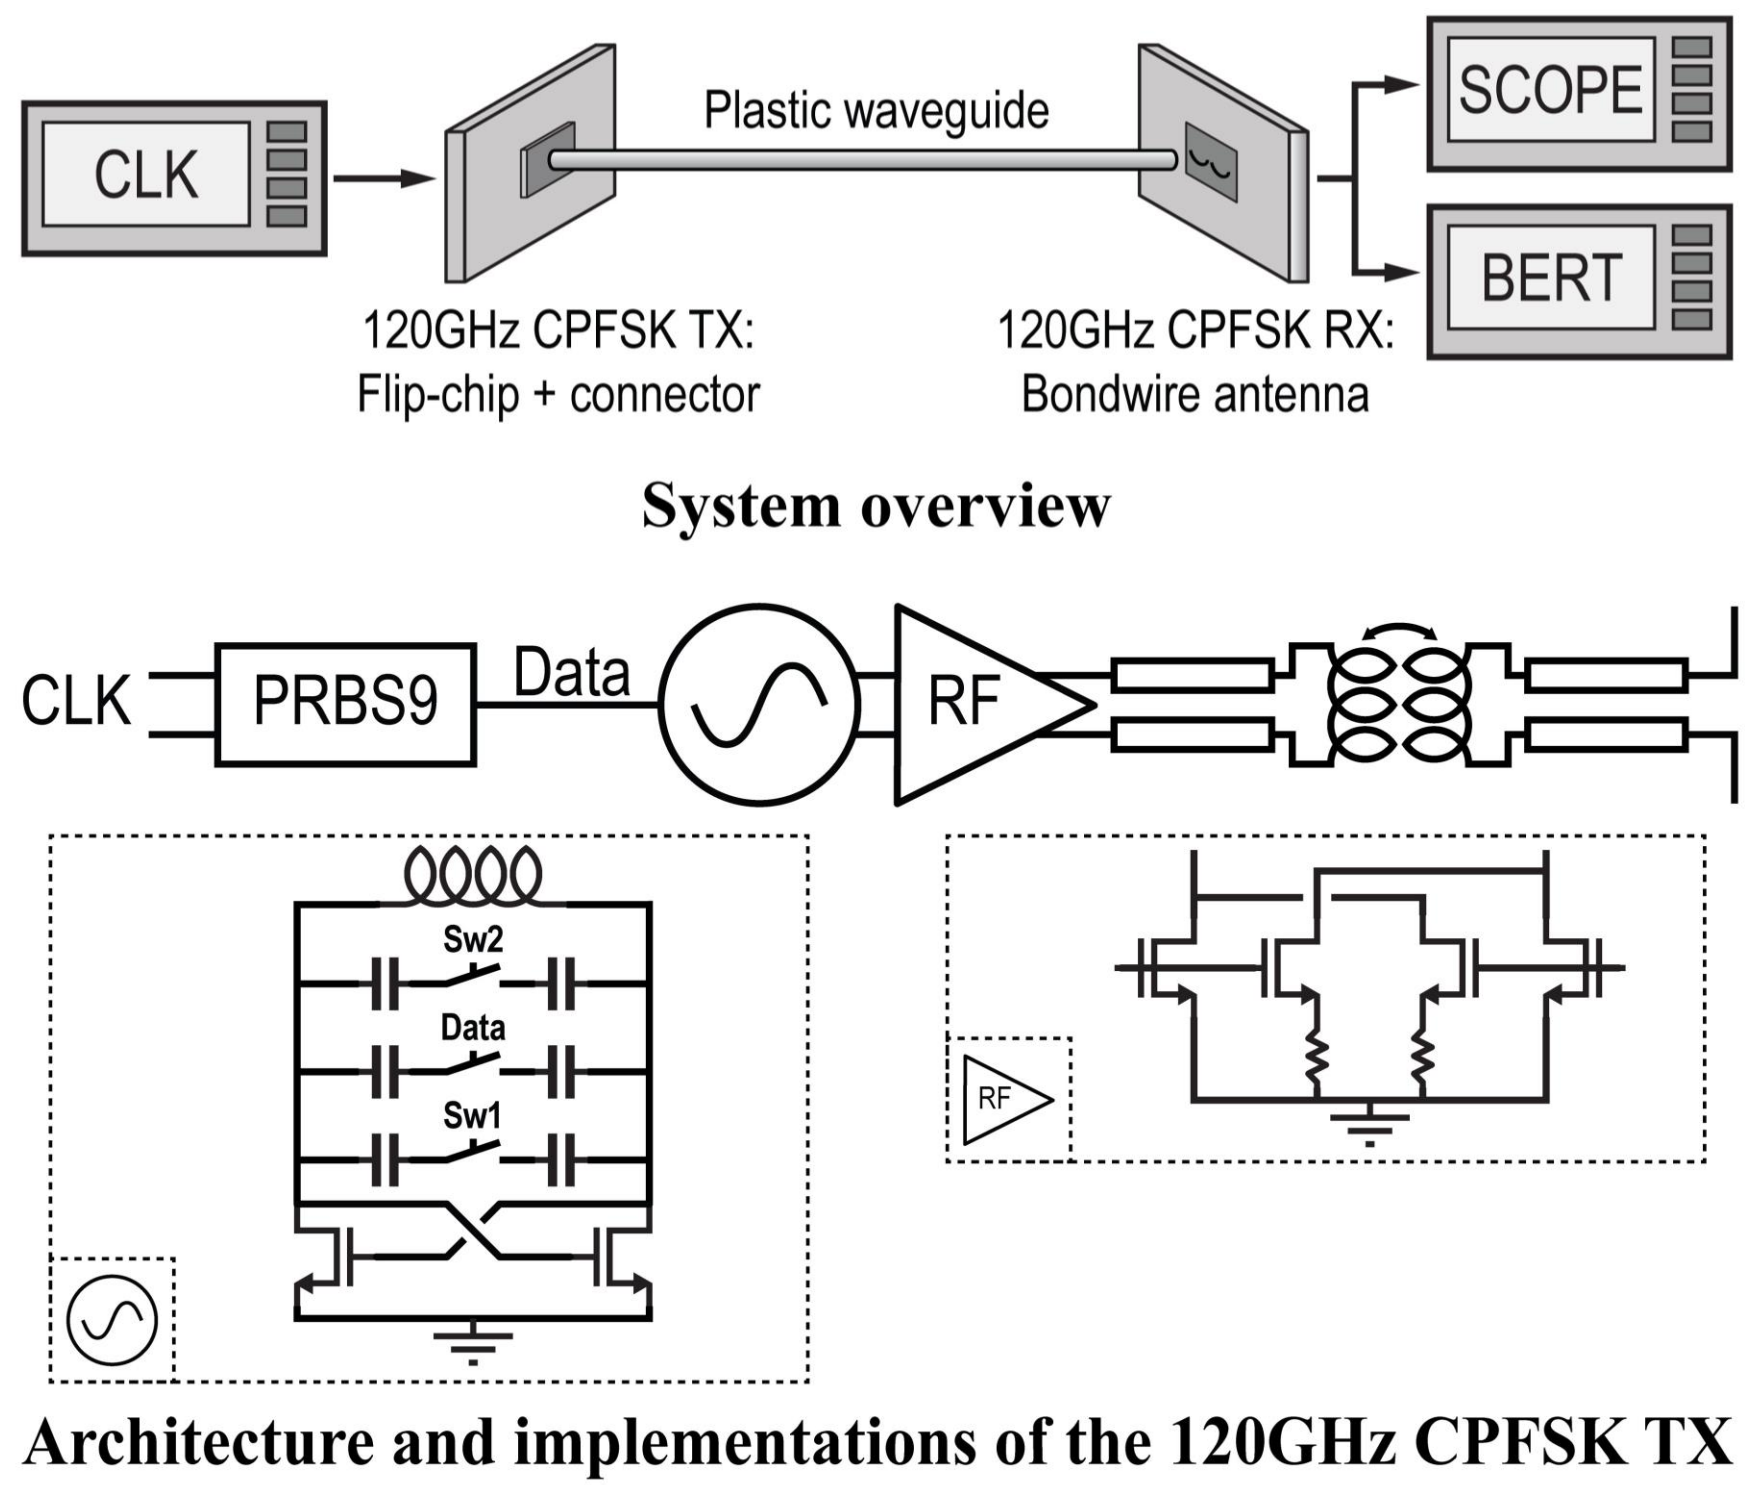 CLK
Plastic waveguide
SCOPE
BERT
120GHz CPFSK TX:
Flip-chip + connector
120GHz CPFSK RX:
Bondwire antenna
System overview
CLK
PRBS9
Data
RF
Sw2
Data
Sw1
RF
Architecture and implementations of the 120GHz CPFSK TX